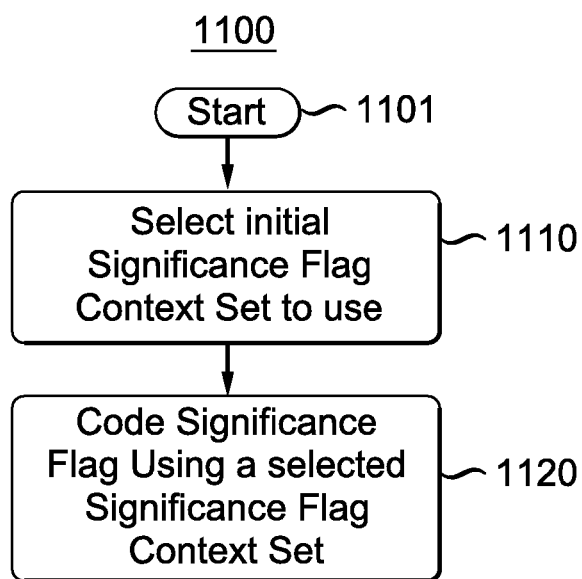 1100
Start
1101
Select initial
Significance Flag
Context Set to use
1110
Code Significance
Flag Using a selected
Significance Flag
Context Set
1120